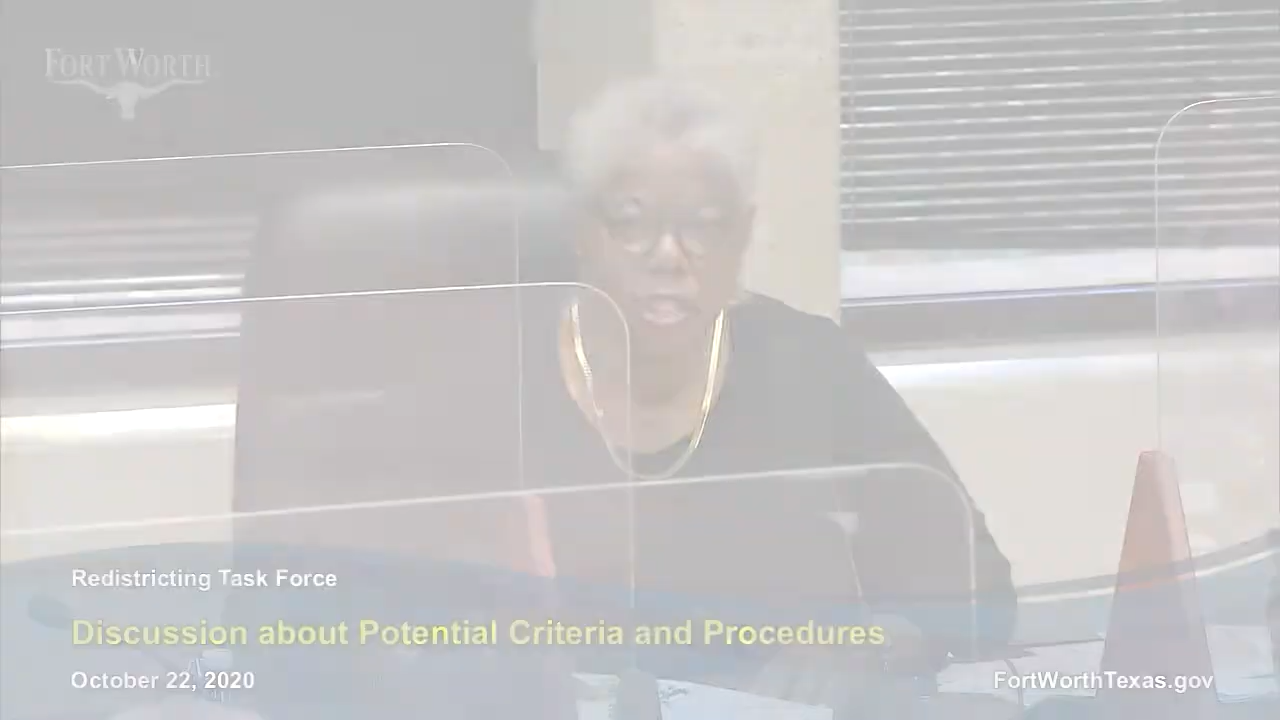 FORT WORTH
Redistricting Task Force
Discussion about Potential Criteria and Procedures
October 22, 2020
FortWorthTexas.gov